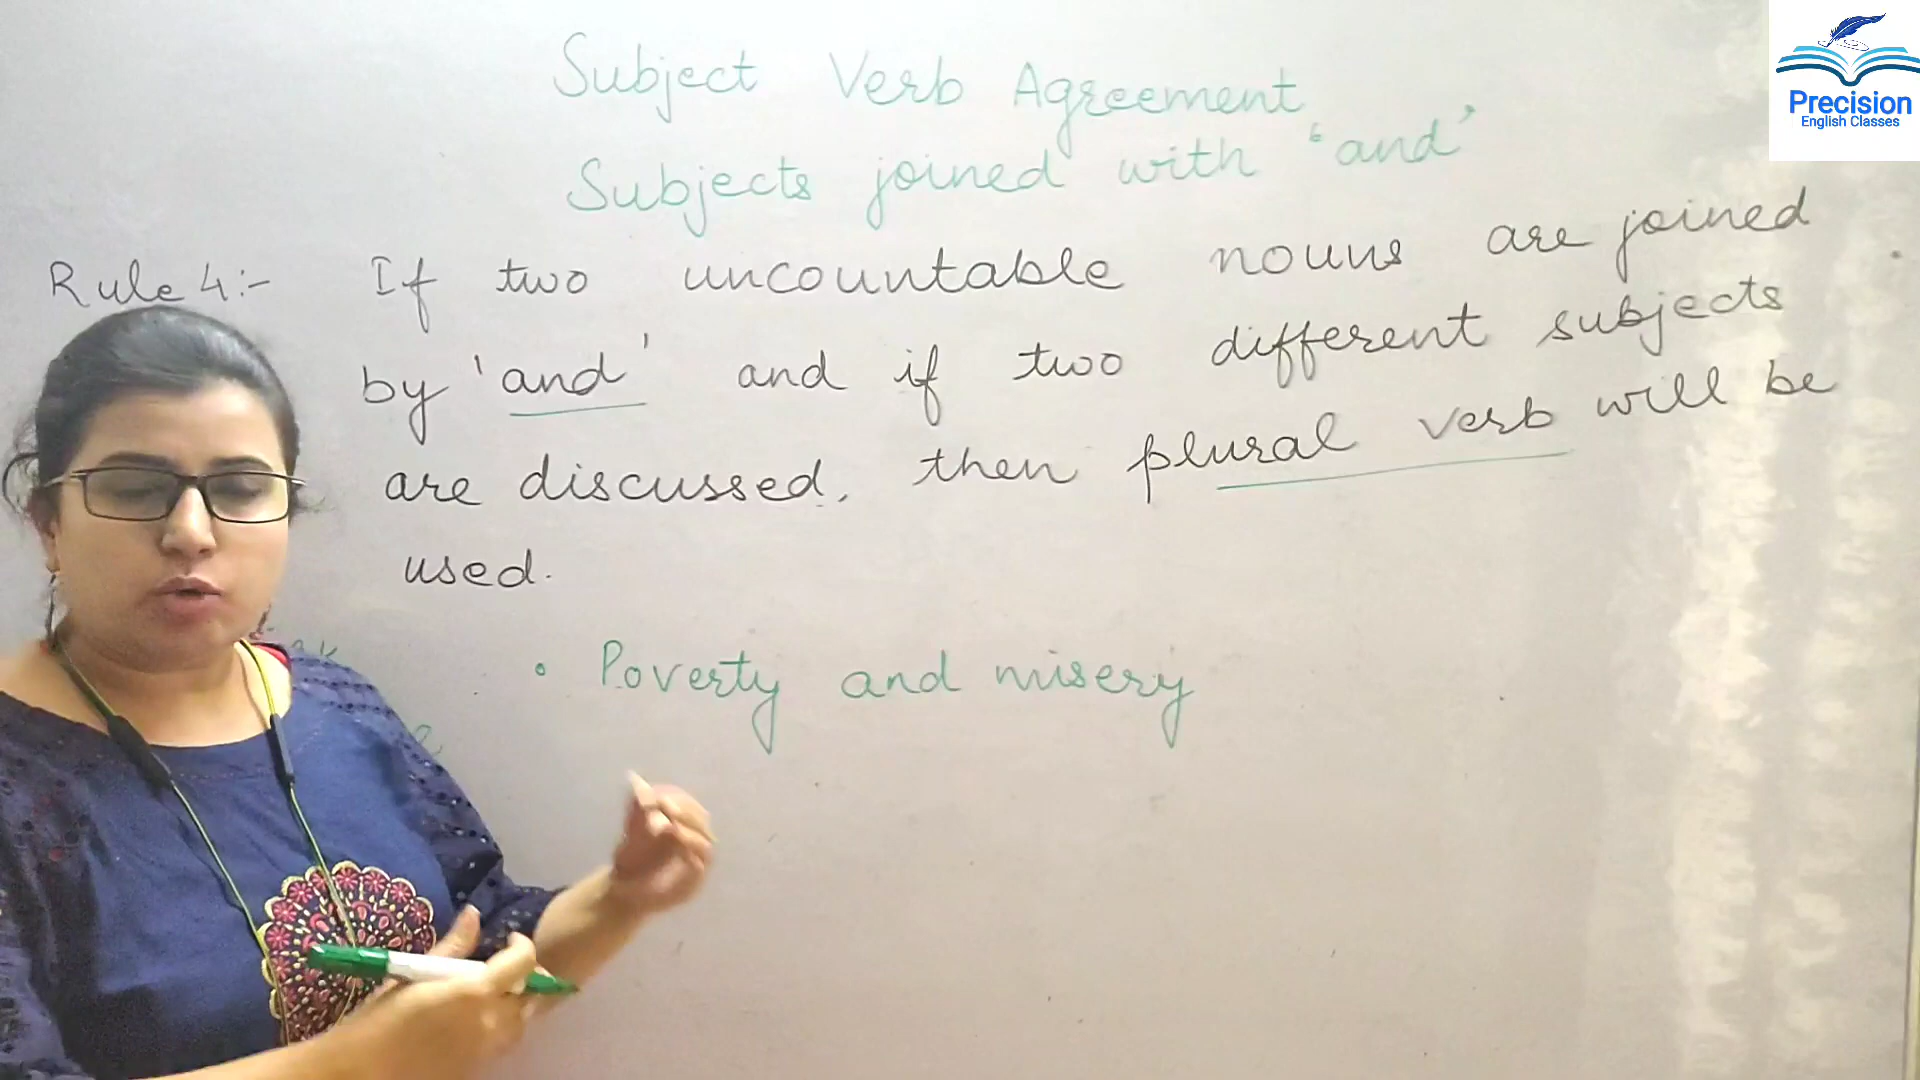 Subject Verb Agreement
Subjects joined with 'and'
Rule 4:- If two uncountable nouns are joined
by 'and' and if two different subjects
are discussed, then plural verb will be
used.
• Poverty and misery
Precision
English Classes